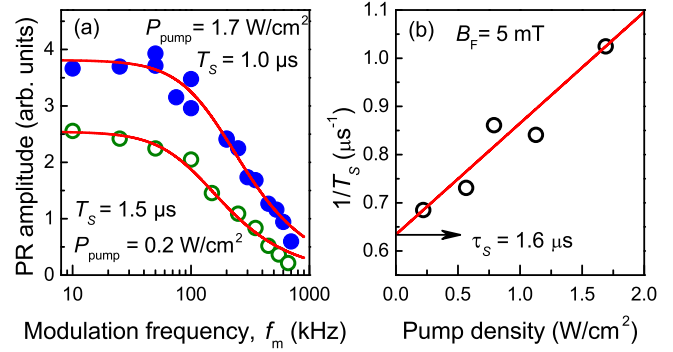 (a)
P_pump = 1.7 W/cm²
T_S = 1.0 µs
T_S = 1.5 µs
P_pump = 0.2 W/cm²
PR amplitude (arb. units)
4
3
2
1
0
10 100 1000
Modulation frequency, f_m (kHz)
(b)
B_F = 5 mT
τ_S = 1.6 µs
1/T_S (µs⁻¹)
1.1
1.0
0.9
0.8
0.7
0.6
0.0 0.5 1.0 1.5 2.0
Pump density (W/cm²)